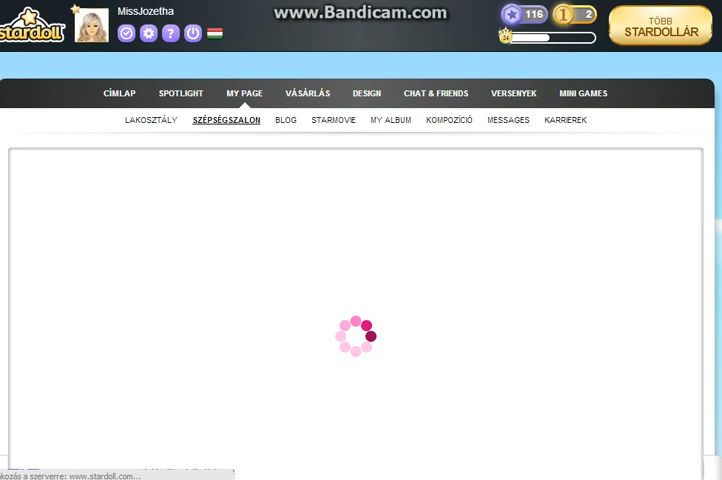 www.Bandicam.com
stardoll
MissJozetha
116
1 2
24
TÖBB
STARDOLLÁR
CÍMLAP SPOTLIGHT MY PAGE VÁSÁRLÁS DESIGN CHAT & FRIENDS VERSENYEK MINI GAMES
LAKOSZTÁLY SZÉPSÉGSZALON BLOG STARMOVIE MY ALBUM KOMPOZÍCIÓ MESSAGES KARRIEREK
a szerverre: www.stardoll.com...